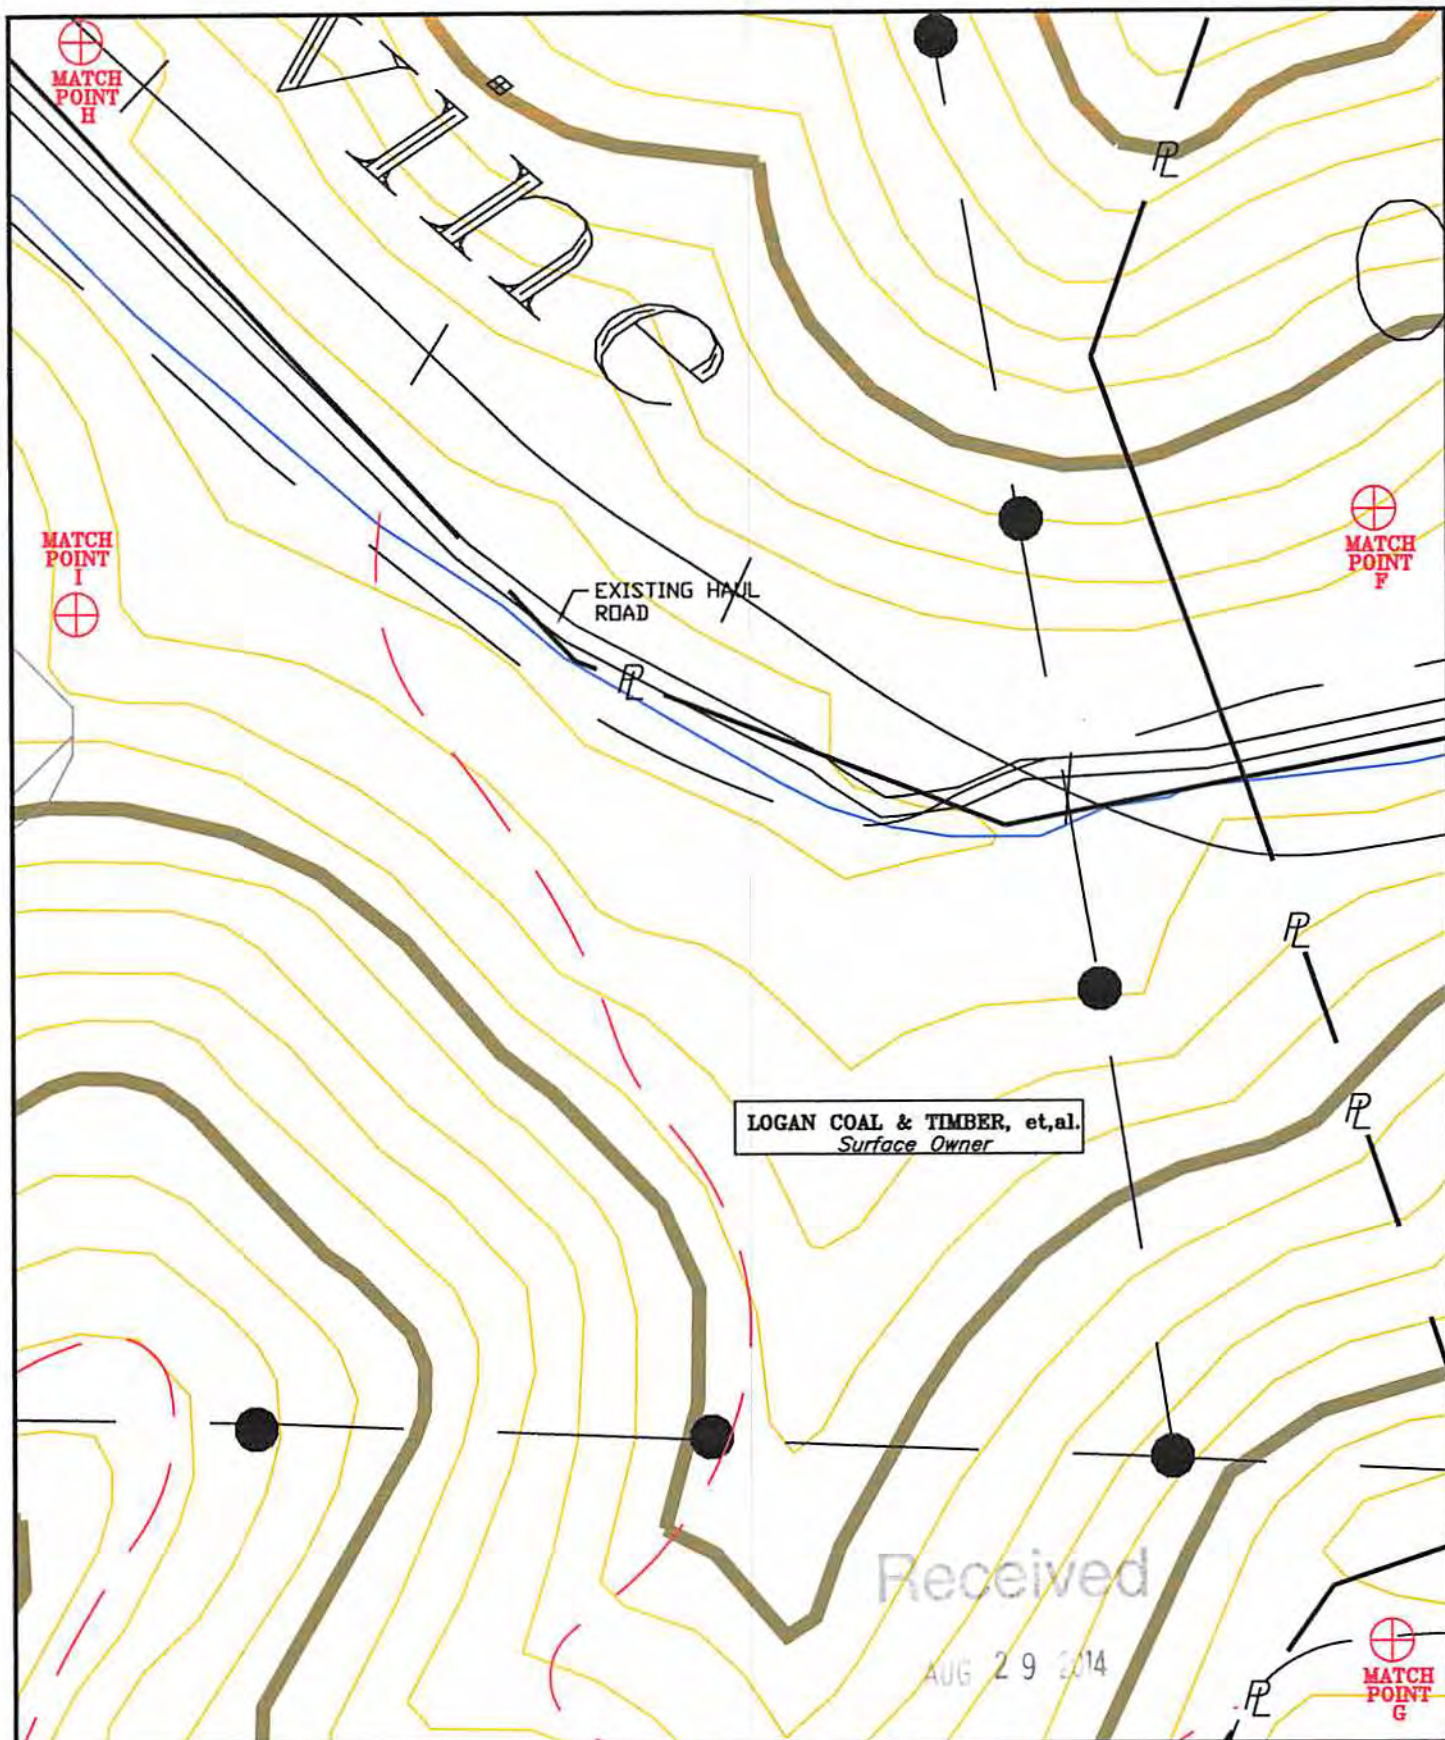 MATCH
POINT
H
Vine
PL
MATCH
POINT
I
EXISTING HAUL
ROAD
MATCH
POINT
F
PL
PL
LOGAN COAL & TIMBER, et,al.
Surface Owner
PL
Received
AUG 29 2014
PL
MATCH
POINT
G